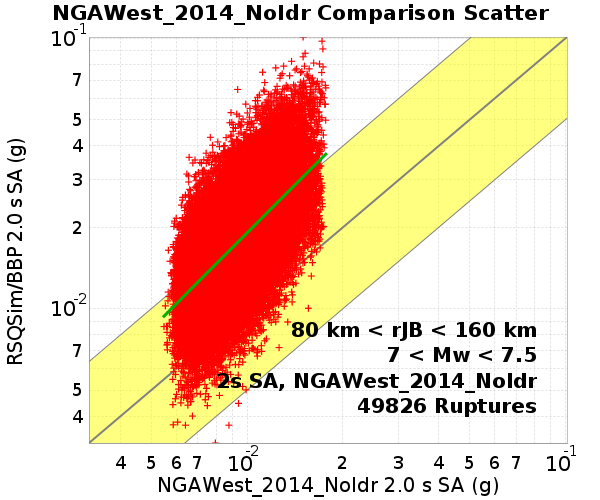 NGAWest_2014_NoIdr Comparison Scatter
10-1
7
5
4
3
2
10-2
7
5
4
RSQSim/BBP 2.0 s SA (g)
80 km < rJB < 160 km
7 < Mw < 7.5
2s SA, NGAWest_2014_NoIdr
49826 Ruptures
4 5 6 7 10-2 2 3 4 5 6 7 10-1
NGAWest_2014_NoIdr 2.0 s SA (g)